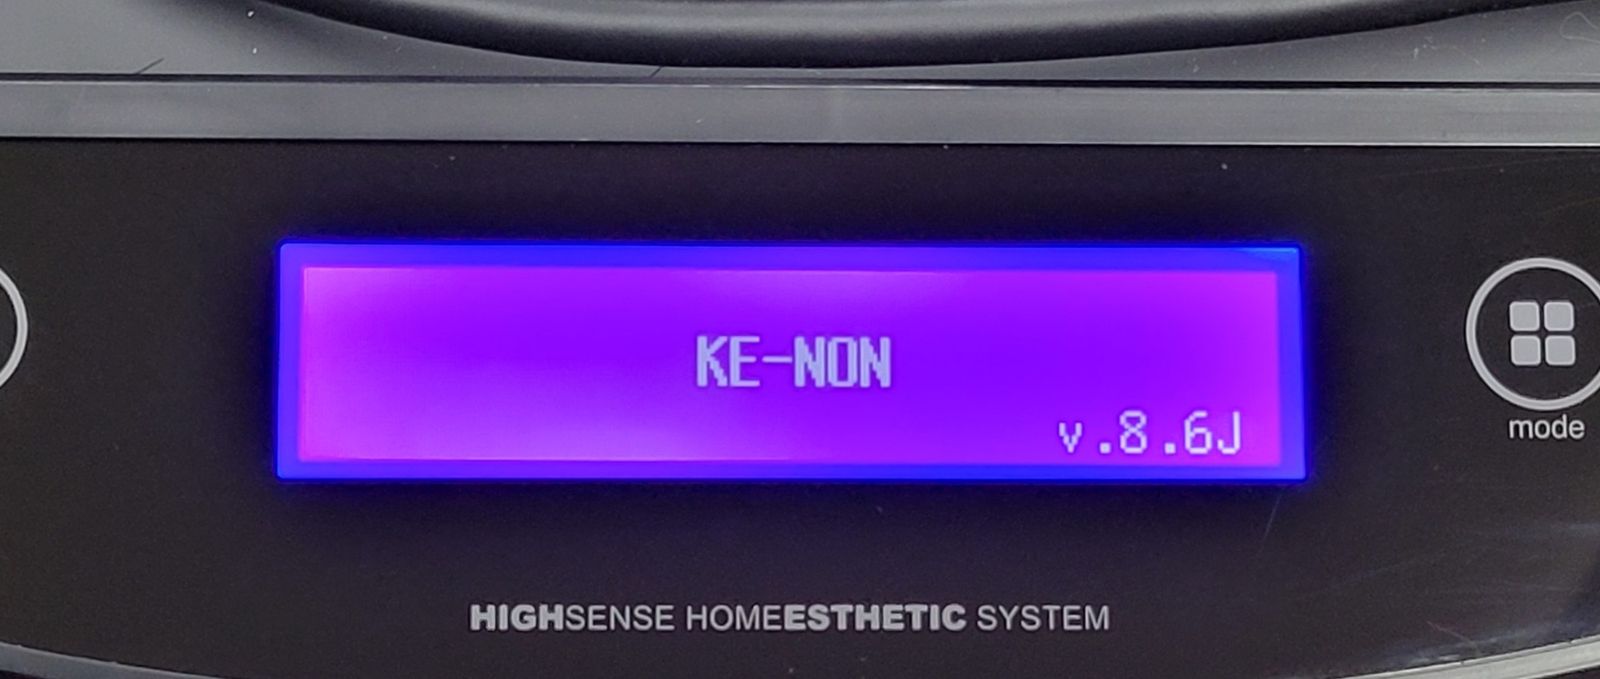 KE-NON
v.8.6J
mode
HIGHSENSE HOMEESTHETIC SYSTEM